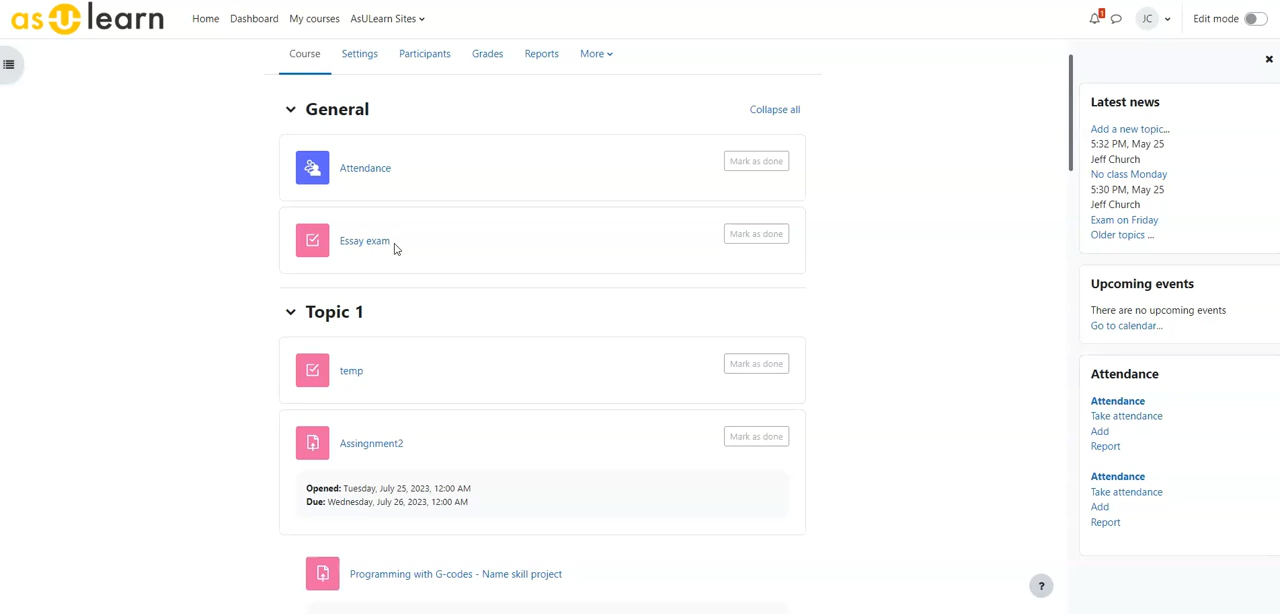 asulearn
Home Dashboard My courses AsULearn Sites
1
JC
Edit mode
Course Settings Participants Grades Reports More
General
Collapse all
Attendance
Mark as done
Essay exam
Mark as done
Topic 1
temp
Mark as done
Assingnment2
Mark as done
Opened: Tuesday, July 25, 2023, 12:00 AM
Due: Wednesday, July 26, 2023, 12:00 AM
Programming with G-codes - Name skill project
Latest news
Add a new topic...
5:32 PM, May 25
Jeff Church
No class Monday
5:30 PM, May 25
Jeff Church
Exam on Friday
Older topics ...
Upcoming events
There are no upcoming events
Go to calendar...
Attendance
Attendance
Take attendance
Add
Report
Attendance
Take attendance
Add
Report
?